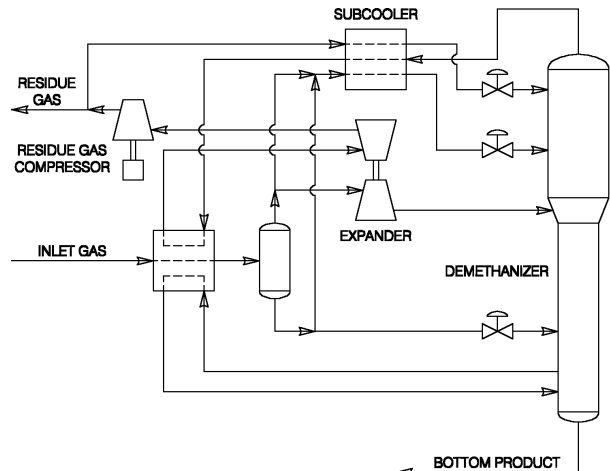 SUBCOOLER
RESIDUE
GAS
RESIDUE GAS
COMPRESSOR
EXPANDER
INLET GAS
DEMETHANIZER
BOTTOM PRODUCT